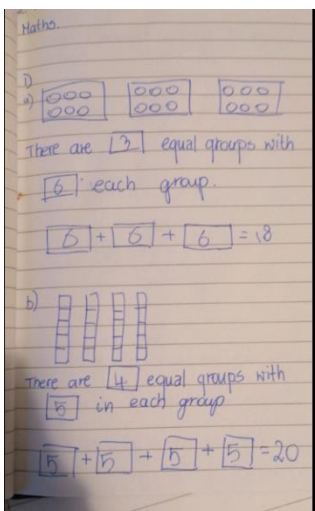 Maths.
1)
a)
There are 3 equal groups with
6 each group.
6 + 6 + 6 = 18
b)
There are 4 equal groups with
5 in each group
5 + 5 + 5 + 5 = 20